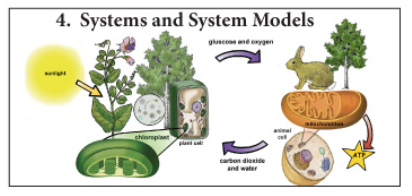 4. Systems and System Models
gluscose and oxygen
sunlight
chloroplast
plant cell
mitochondrion
animal
cell
ATP
carbon dioxide
and water